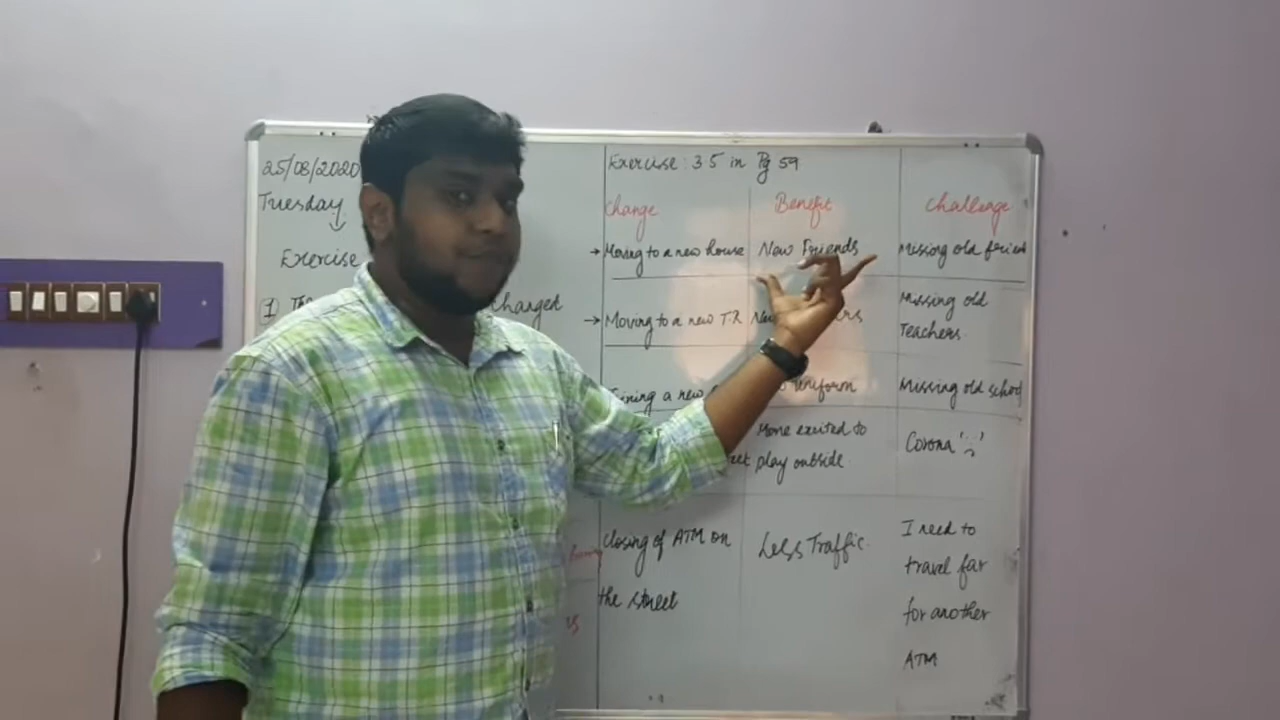 25/08/2020
Tuesday
Exercise
1
changed
Exercise: 3.5 in Pg 59
Change
Benefit
Challenge
→ Moving to a new house
New Friends
Missing old
→ Moving to a new T.R
Missing old
Teachers.
a new
uniform
Missing old school
More excited to
play outside.
Corona
closing of ATM on
the street
Less Traffic.
I need to
travel far
for another
ATM